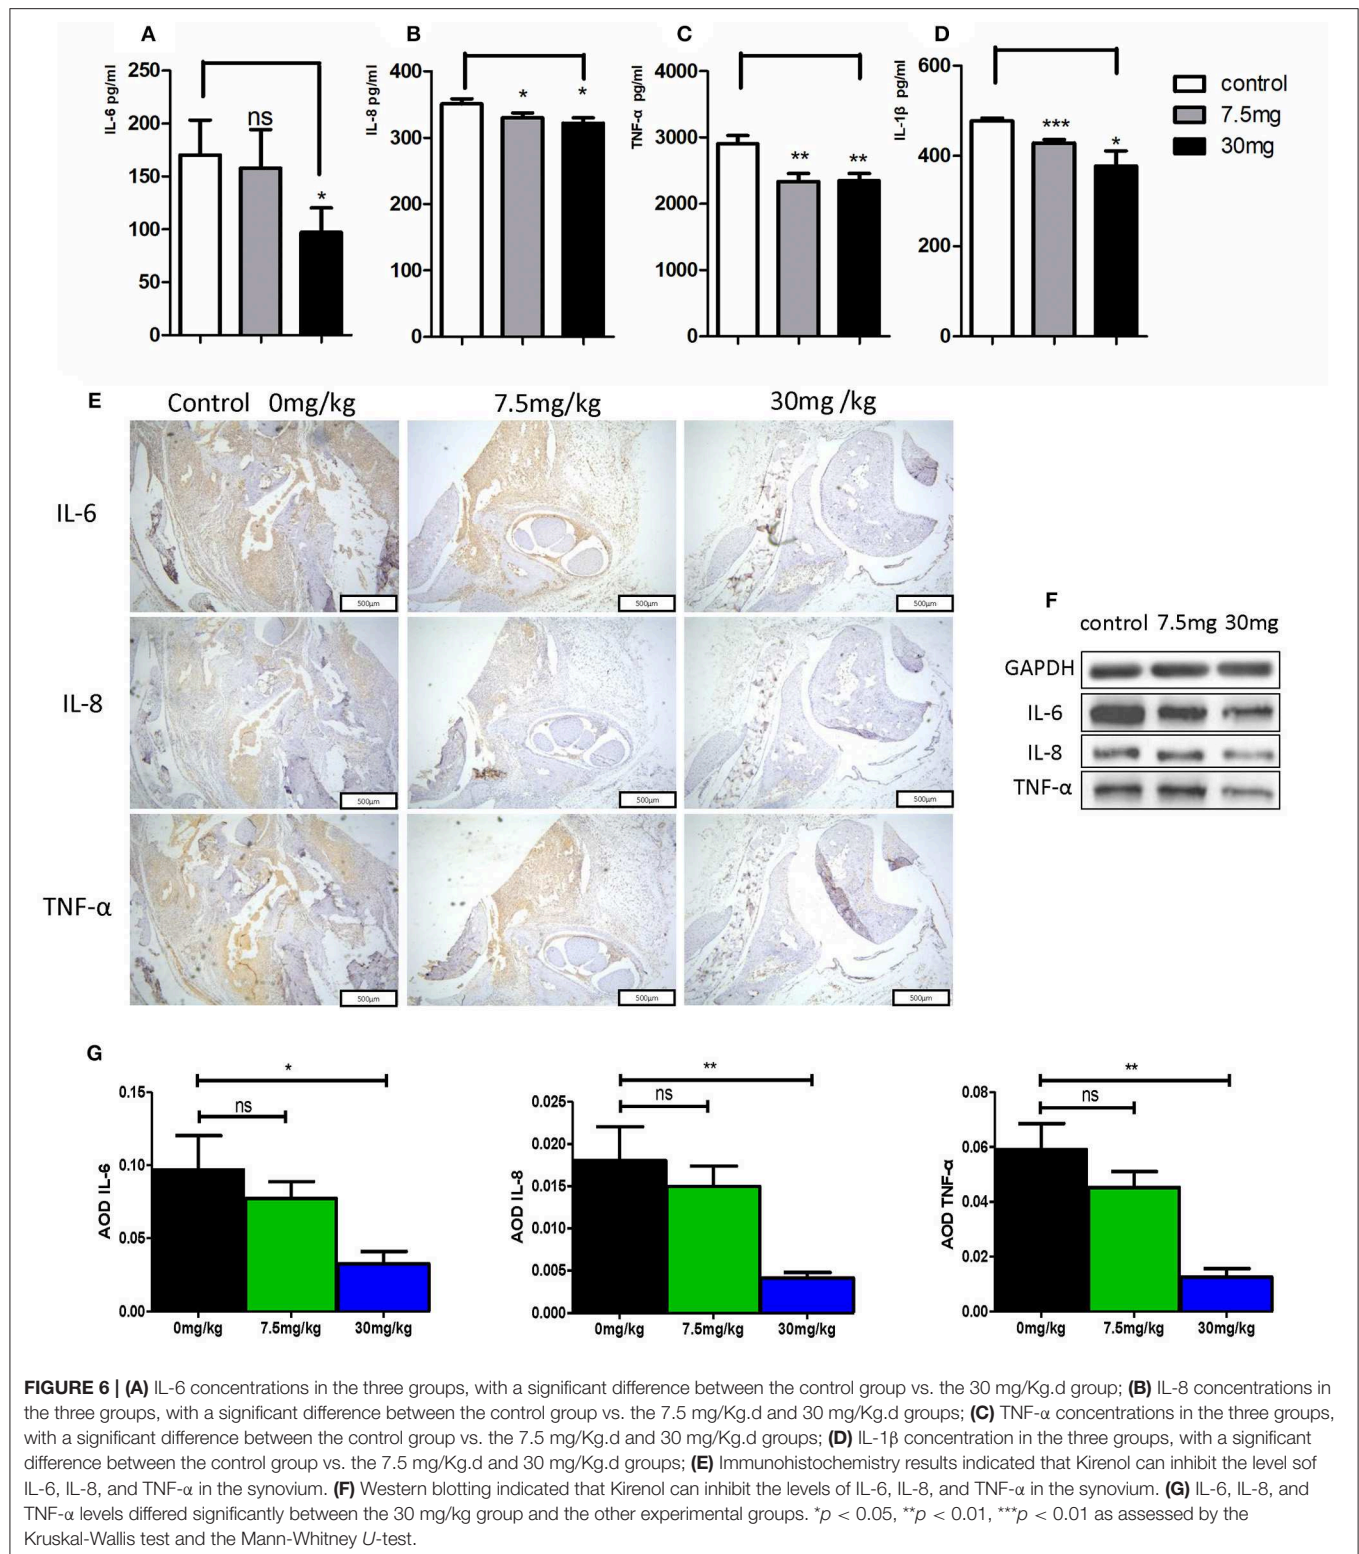 A
IL-6 pg/ml
250
200
150
100
50
0
ns
*
B
IL-8 pg/ml
400
300
200
100
0
*
*
C
TNF-α pg/ml
4000
3000
2000
1000
0
**
**
D
IL-1β pg/ml
600
400
200
0
***
*
control
7.5mg
30mg
E
Control 0mg/kg
7.5mg/kg
30mg /kg
IL-6
500μm
500μm
500μm
IL-8
500μm
500μm
500μm
TNF-α
500μm
500μm
500μm
F
control 7.5mg 30mg
GAPDH
IL-6
IL-8
TNF-α
G
AOD IL-6
0.15
0.10
0.05
0.00
*
ns
0mg/kg 7.5mg/kg 30mg/kg
AOD IL-8
0.025
0.020
0.015
0.010
0.005
0.000
**
ns
0mg/kg 7.5mg/kg 30mg/kg
AOD TNF-α
0.08
0.06
0.04
0.02
0.00
**
ns
0mg/kg 7.5mg/kg 30mg/kg
FIGURE 6 | (A) IL-6 concentrations in the three groups, with a significant difference between the control group vs. the 30 mg/Kg.d group; (B) IL-8 concentrations in
the three groups, with a significant difference between the control group vs. the 7.5 mg/Kg.d and 30 mg/Kg.d groups; (C) TNF-α concentrations in the three groups,
with a significant difference between the control group vs. the 7.5 mg/Kg.d and 30 mg/Kg.d groups; (D) IL-1β concentration in the three groups, with a significant
difference between the control group vs. the 7.5 mg/Kg.d and 30 mg/Kg.d groups; (E) Immunohistochemistry results indicated that Kirenol can inhibit the level sof
IL-6, IL-8, and TNF-α in the synovium. (F) Western blotting indicated that Kirenol can inhibit the levels of IL-6, IL-8, and TNF-α in the synovium. (G) IL-6, IL-8, and
TNF-α levels differed significantly between the 30 mg/kg group and the other experimental groups. *p < 0.05, **p < 0.01, ***p < 0.01 as assessed by the
Kruskal-Wallis test and the Mann-Whitney U-test.